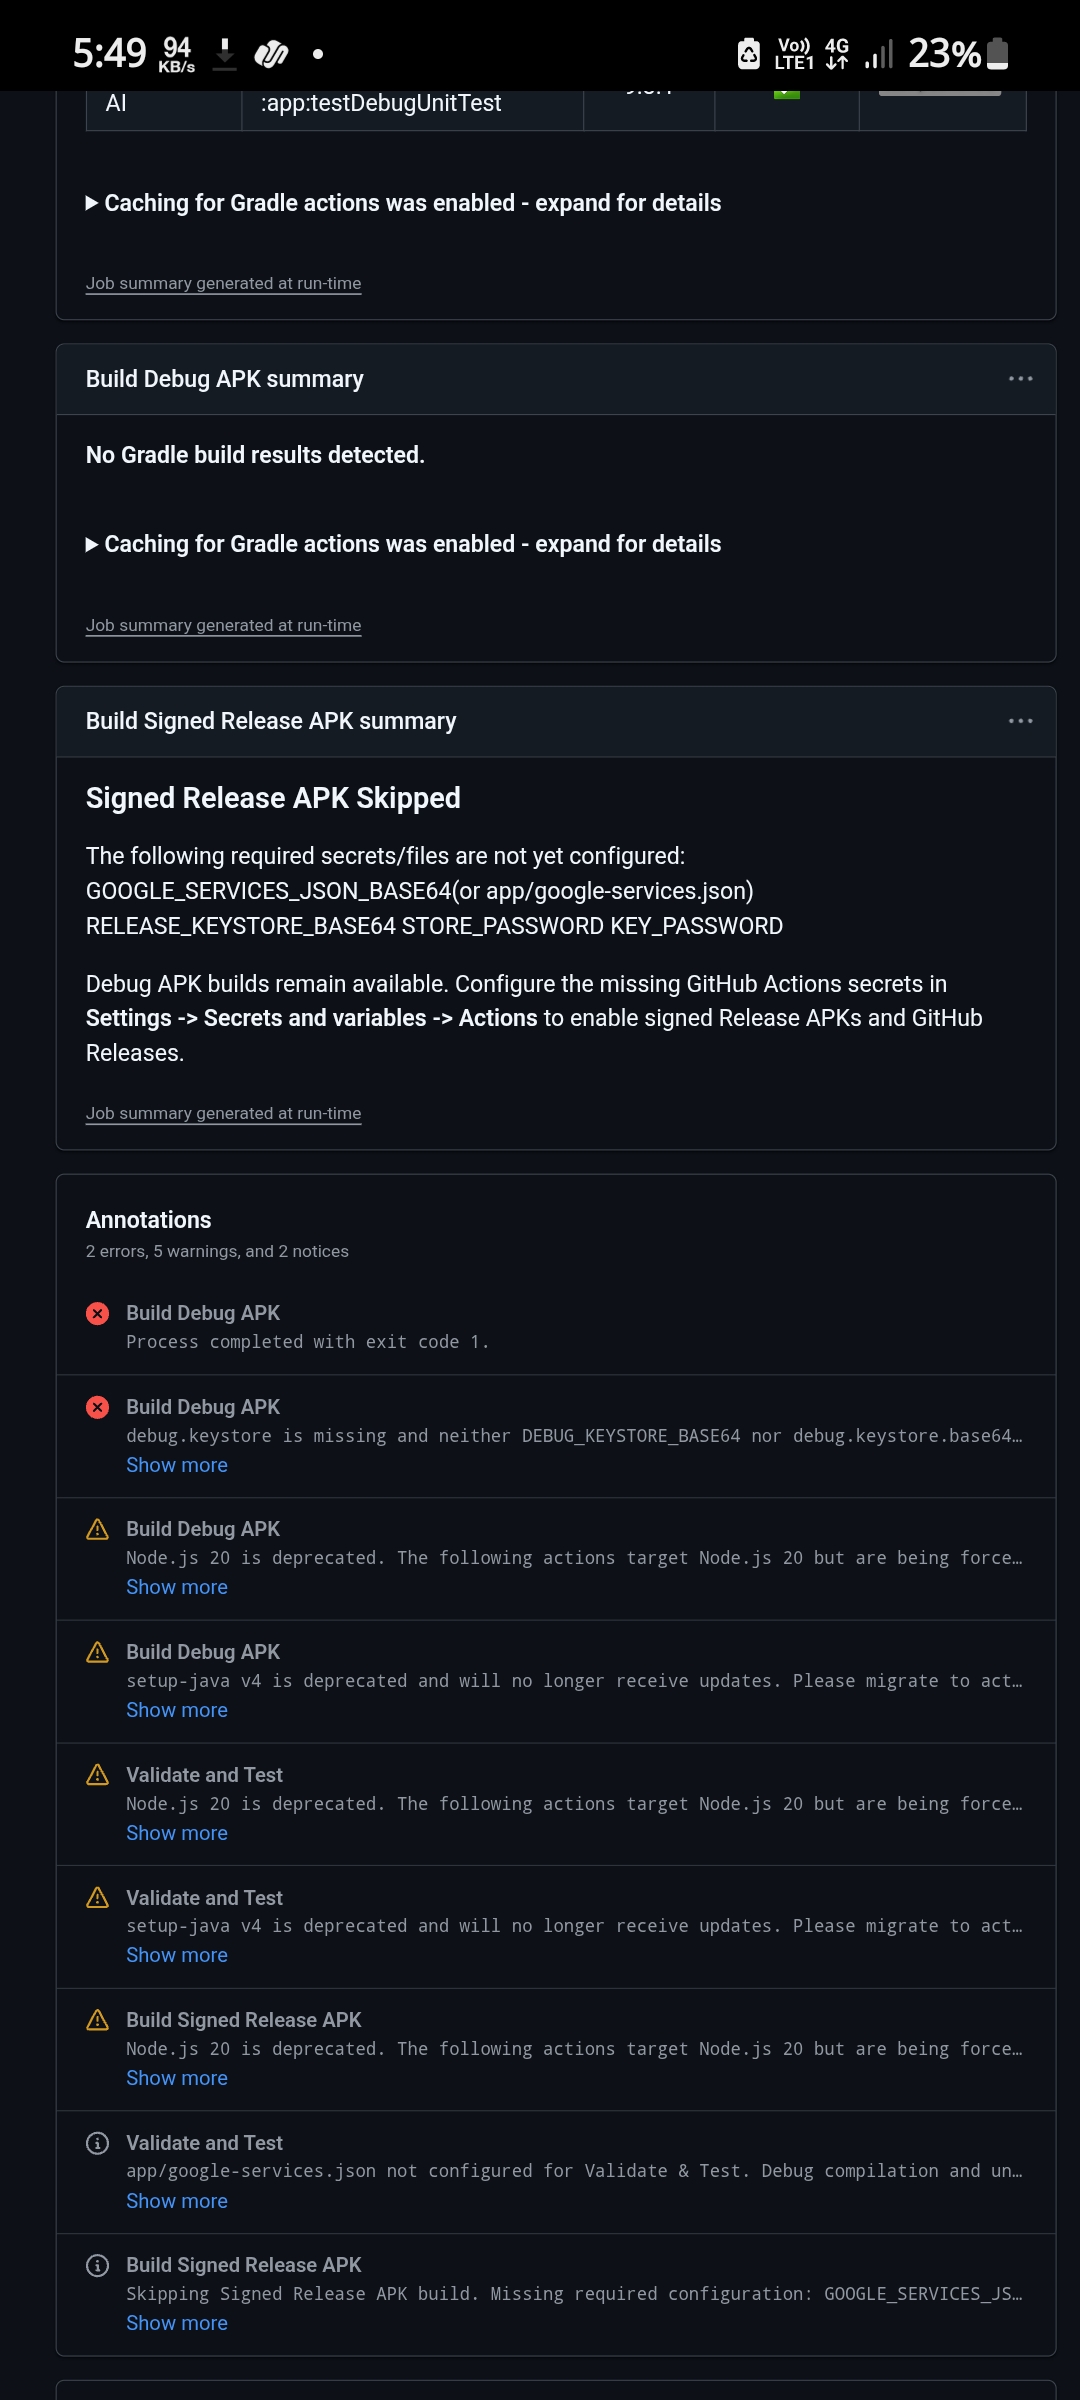 5:49 94 KB/s Vo)) LTE1 4G 23%
AI :app:testDebugUnitTest
Caching for Gradle actions was enabled - expand for details
Job summary generated at run-time
Build Debug APK summary
No Gradle build results detected.
Caching for Gradle actions was enabled - expand for details
Job summary generated at run-time
Build Signed Release APK summary
Signed Release APK Skipped
The following required secrets/files are not yet configured:
GOOGLE_SERVICES_JSON_BASE64(or app/google-services.json)
RELEASE_KEYSTORE_BASE64 STORE_PASSWORD KEY_PASSWORD
Debug APK builds remain available. Configure the missing GitHub Actions secrets in
Settings -> Secrets and variables -> Actions to enable signed Release APKs and GitHub
Releases.
Job summary generated at run-time
Annotations
2 errors, 5 warnings, and 2 notices
Build Debug APK
Process completed with exit code 1.
Build Debug APK
debug.keystore is missing and neither DEBUG_KEYSTORE_BASE64 nor debug.keystore.base64…
Show more
Build Debug APK
Node.js 20 is deprecated. The following actions target Node.js 20 but are being force…
Show more
Build Debug APK
setup-java v4 is deprecated and will no longer receive updates. Please migrate to act…
Show more
Validate and Test
Node.js 20 is deprecated. The following actions target Node.js 20 but are being force…
Show more
Validate and Test
setup-java v4 is deprecated and will no longer receive updates. Please migrate to act…
Show more
Build Signed Release APK
Node.js 20 is deprecated. The following actions target Node.js 20 but are being force…
Show more
Validate and Test
app/google-services.json not configured for Validate & Test. Debug compilation and un…
Show more
Build Signed Release APK
Skipping Signed Release APK build. Missing required configuration: GOOGLE_SERVICES_JS…
Show more